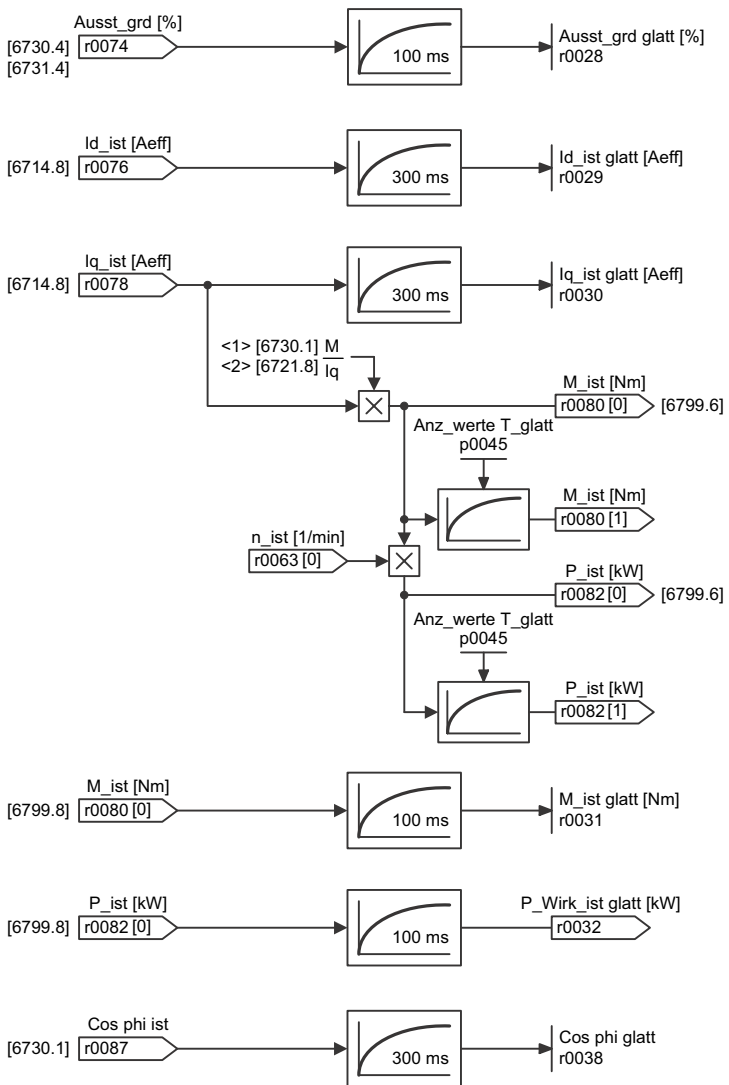 Ausst_grd [%]
[6730.4] r0074
[6731.4]
100 ms
Ausst_grd glatt [%]
r0028
Id_ist [Aeff]
[6714.8] r0076
300 ms
Id_ist glatt [Aeff]
r0029
Iq_ist [Aeff]
[6714.8] r0078
300 ms
Iq_ist glatt [Aeff]
r0030
<1> [6730.1] M
<2> [6721.8] Iq
M_ist [Nm]
r0080 [0] [6799.6]
Anz_werte T_glatt
p0045
M_ist [Nm]
r0080 [1]
n_ist [1/min]
r0063 [0]
P_ist [kW]
r0082 [0] [6799.6]
Anz_werte T_glatt
p0045
P_ist [kW]
r0082 [1]
M_ist [Nm]
[6799.8] r0080 [0]
100 ms
M_ist glatt [Nm]
r0031
P_ist [kW]
[6799.8] r0082 [0]
100 ms
P_Wirk_ist glatt [kW]
r0032
Cos phi ist
[6730.1] r0087
300 ms
Cos phi glatt
r0038